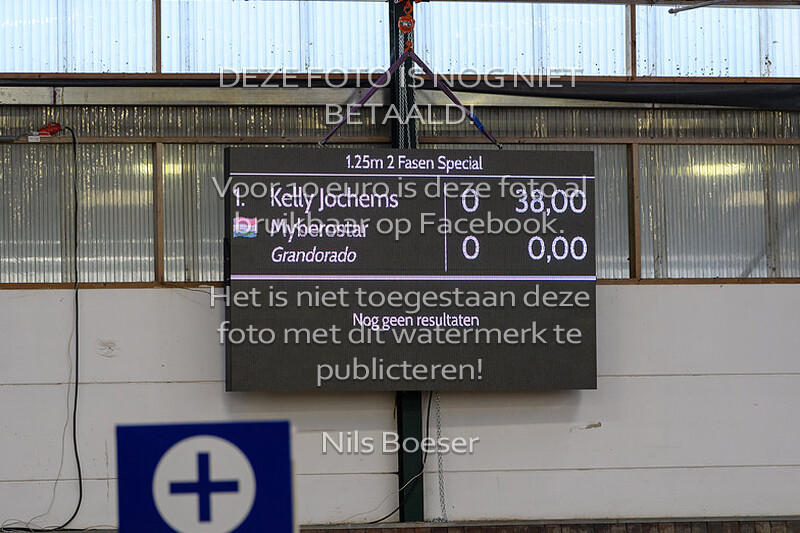 DEZE FOTO IS NOG NIET
BETAALD!
1.25m 2 Fasen Special
1. Kelly Jochems 0 38,00
Myberostar
Grandorado 0 0,00
Voor 10 euro is deze foto al
bruikbaar op Facebook.
Het is niet toegestaan deze
Nog geen resultaten
foto met dit watermerk te
publicteren!
Nils Boeser